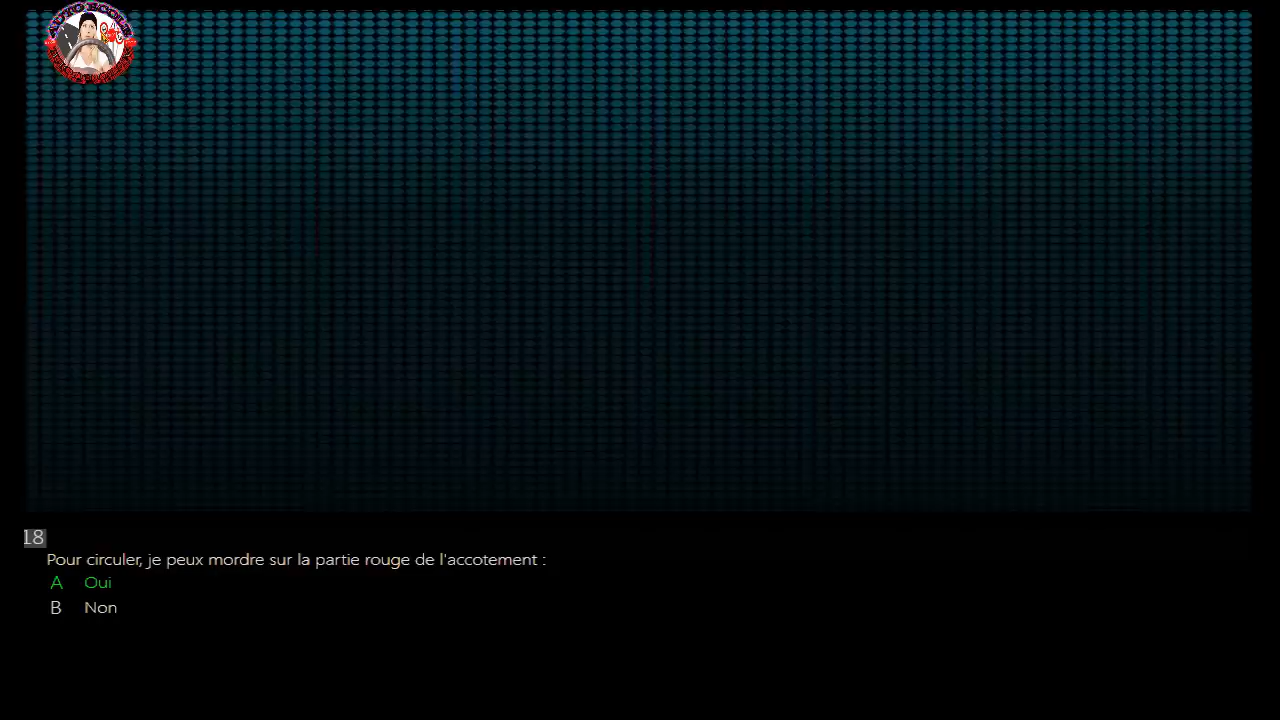 18
Pour circuler, je peux mordre sur la partie rouge de l'accotement :
A Oui
B Non